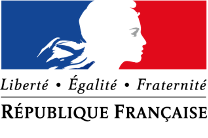 Liberté • Égalité • Fraternité
RÉPUBLIQUE FRANÇAISE